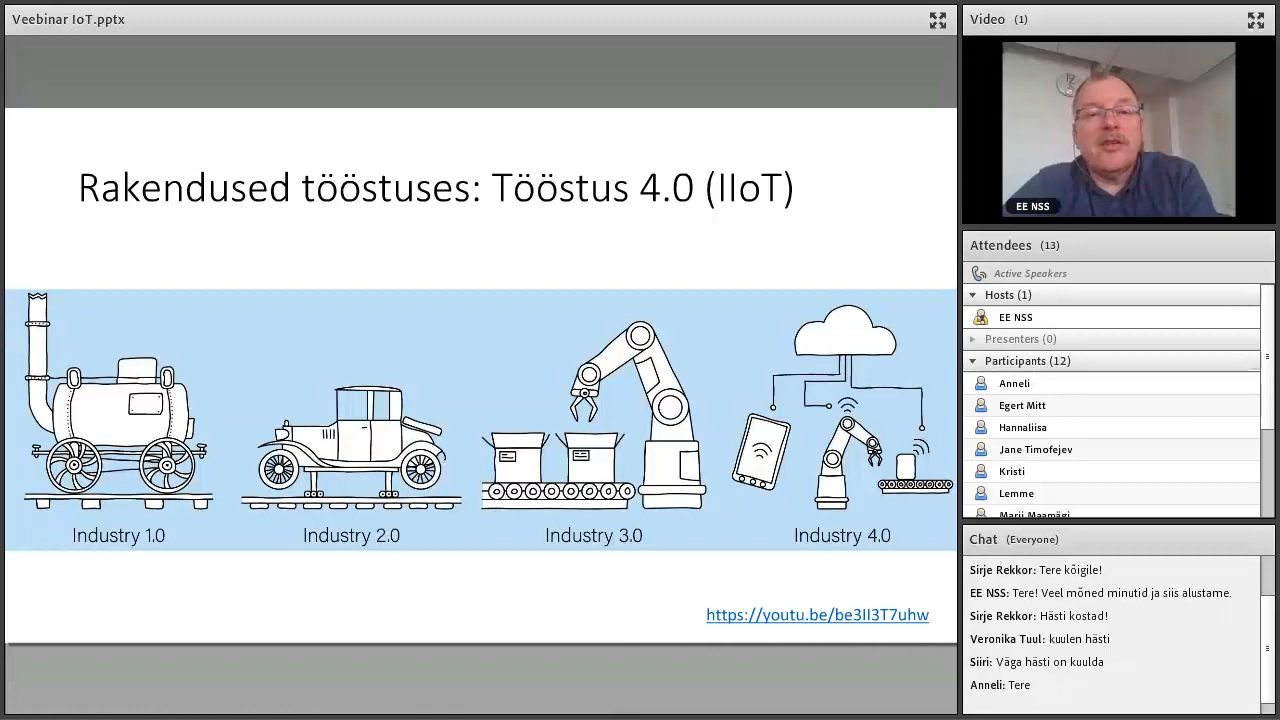 Veebinar IoT.pptx
Rakendused tööstuses: Tööstus 4.0 (IIoT)
Industry 1.0
Industry 2.0
Industry 3.0
Industry 4.0
https://youtu.be/be3II3T7uhw
Video (1)
EE NSS
Attendees (13)
Active Speakers
Hosts (1)
EE NSS
Presenters (0)
Participants (12)
Anneli
Egert Mitt
Hannaliisa
Jane Timofejev
Kristi
Lemme
Marii Maamägi
Chat (Everyone)
Sirje Rekkor: Tere kõigile!
EE NSS: Tere! Veel mõned minutid ja siis alustame.
Sirje Rekkor: Hästi kostad!
Veronika Tuul: kuulen hästi
Siiri: Väga hästi on kuulda
Anneli: Tere